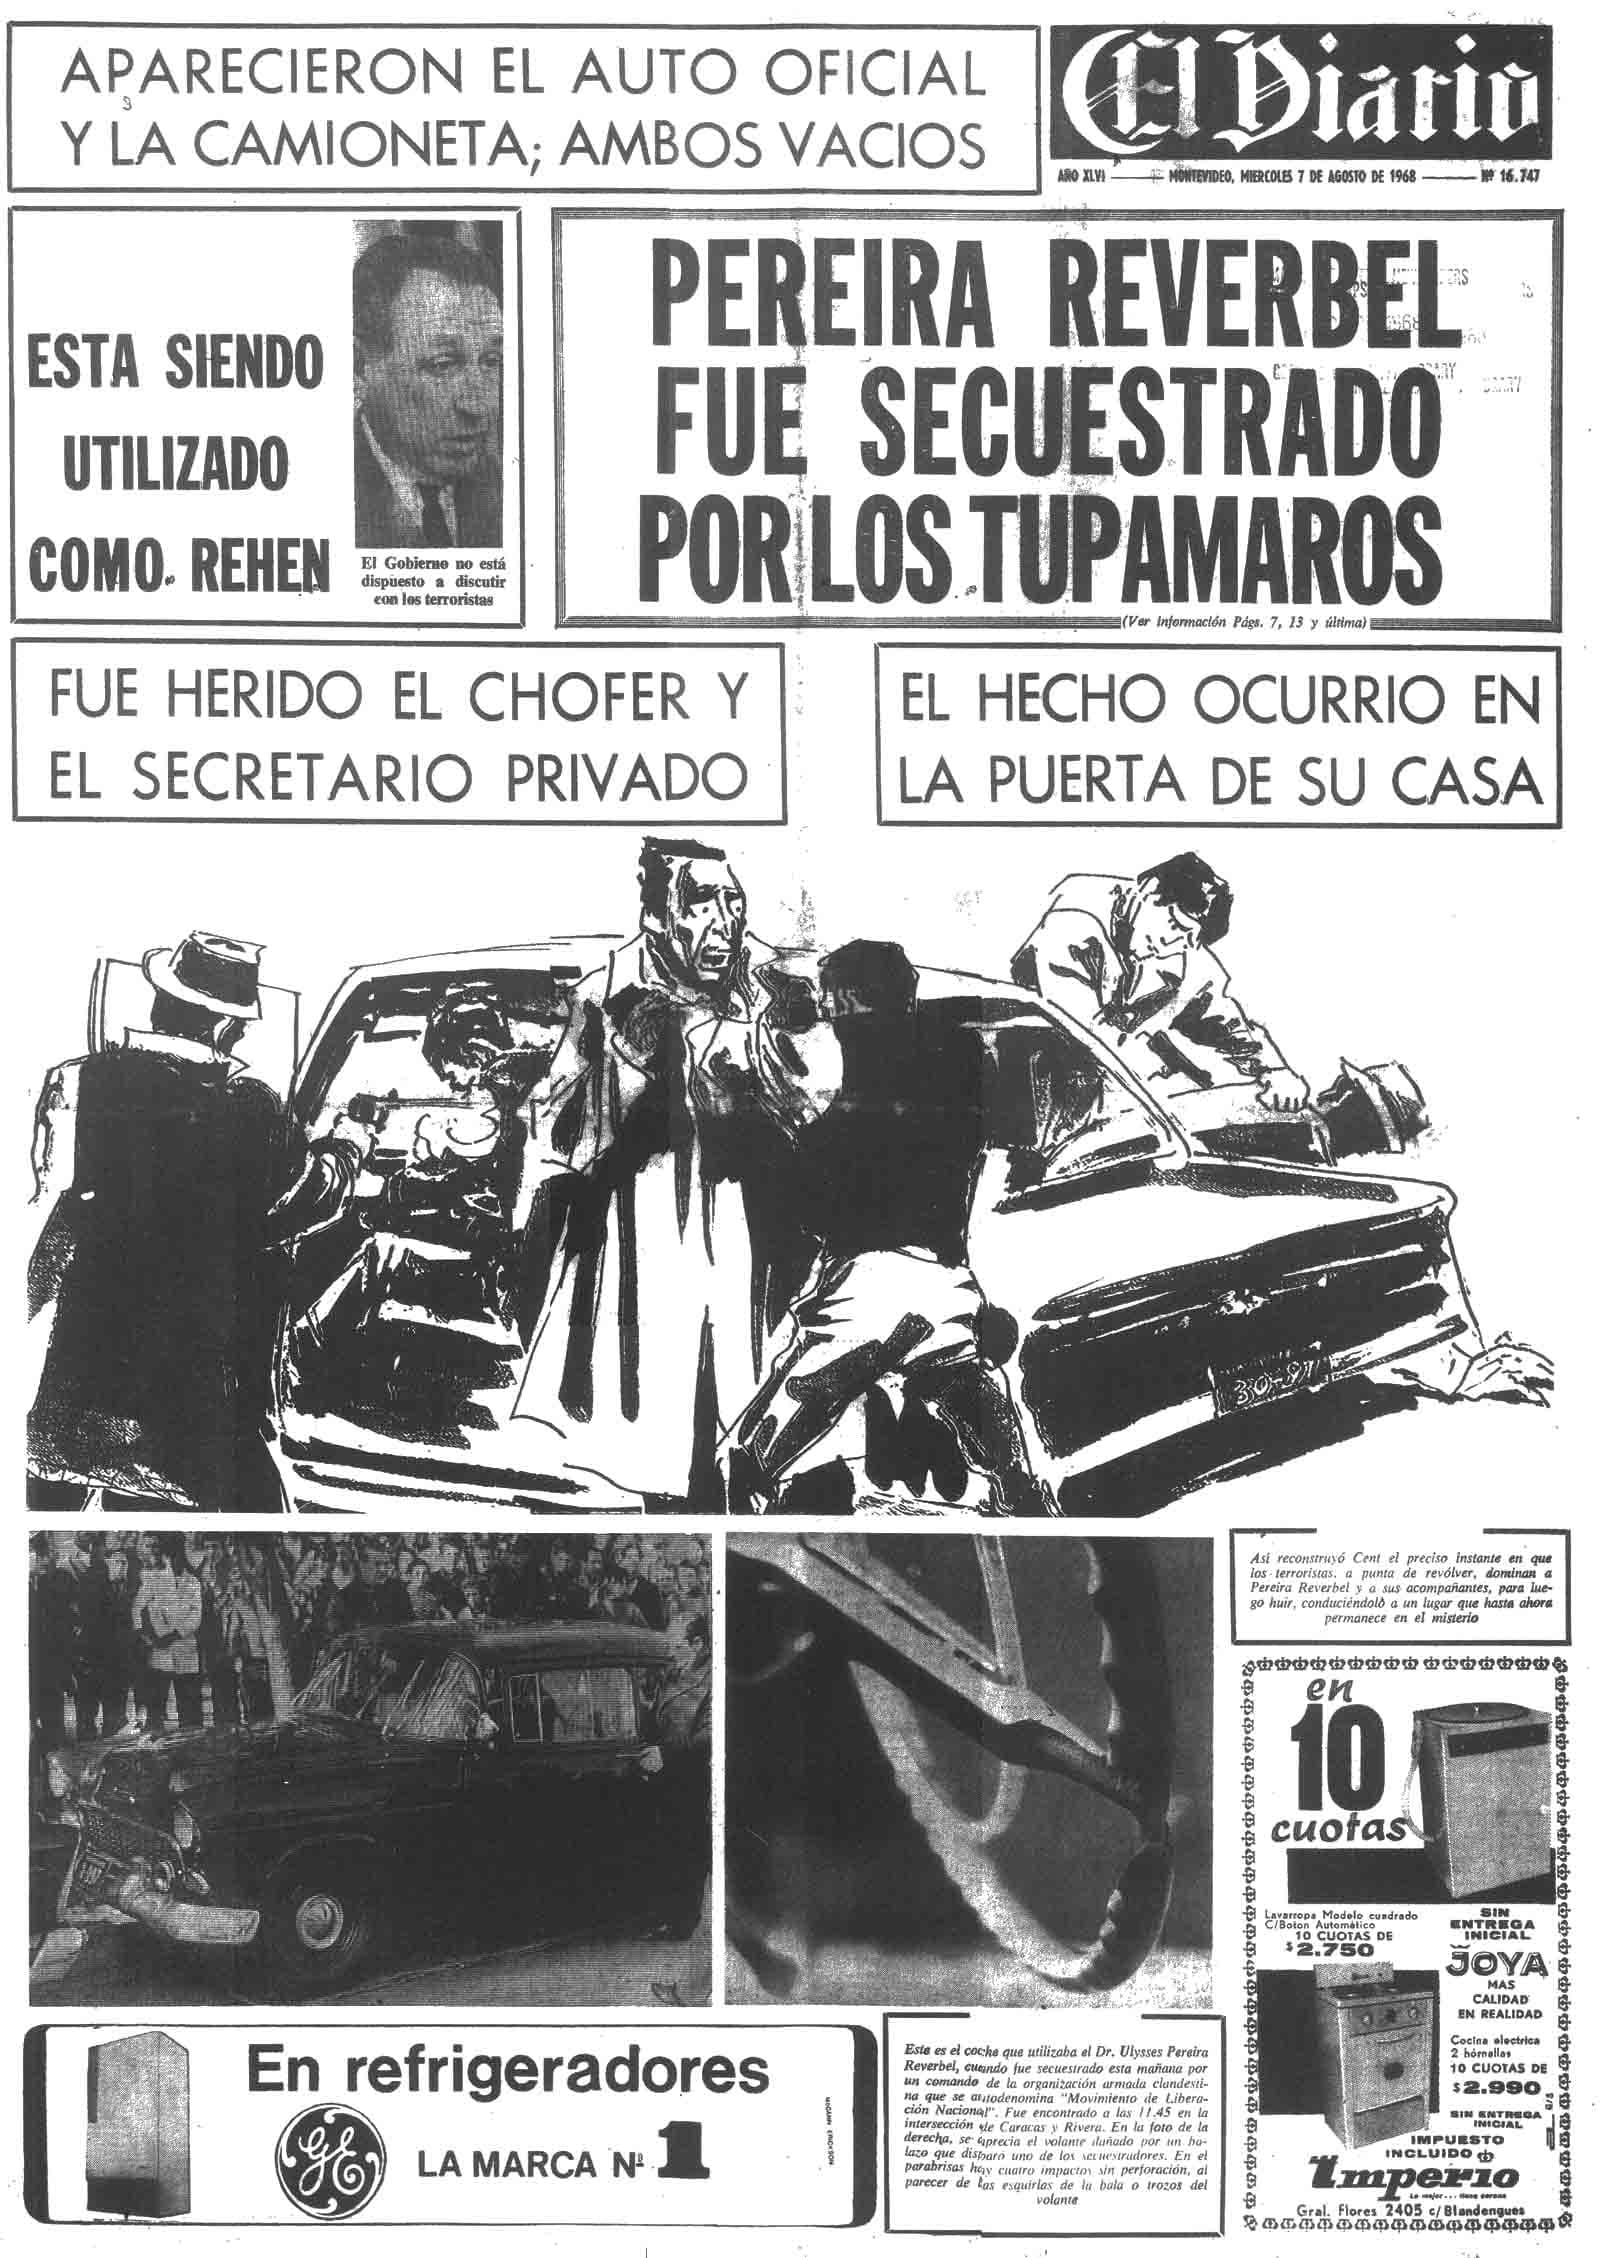 APARECIERON EL AUTO OFICIAL
Y LA CAMIONETA; AMBOS VACIOS
El Diario
AÑO XLVI — MONTEVIDEO, MIERCOLES 7 DE AGOSTO DE 1968 — Nº 16.747
ESTA SIENDO
UTILIZADO
COMO REHEN
El Gobierno no está
dispuesto a discutir
con los terroristas
PEREIRA REVERBEL
FUE SECUESTRADO
POR LOS TUPAMAROS
(Ver información Págs. 7, 13 y última)
FUE HERIDO EL CHOFER Y
EL SECRETARIO PRIVADO
EL HECHO OCURRIO EN
LA PUERTA DE SU CASA
30-97
Así reconstruyó Cent el preciso instante en que
los terroristas, a punta de revólver, dominan a
Pereira Reverbel y a sus acompañantes, para lue-
go huir, conduciéndolo a un lugar que hasta ahora
permanece en el misterio
en
10
cuotas
Lavarropa Modelo cuadrado
C/Boton Automático
10 CUOTAS DE
$2.750
SIN
ENTREGA
INICIAL
JOYA
MAS
CALIDAD
EN REALIDAD
Cocina electrica
2 hornallas
10 CUOTAS DE
$2.990
SIN ENTREGA
INICIAL
IMPUESTO
INCLUIDO
Imperio
Lo mejor... tiene corona
Gral. Flores 2405 c/Blandengues
En refrigeradores
GE
LA MARCA Nº 1
McCANN ERICKSON
Este es el coche que utilizaba el Dr. Ulysses Pereira
Reverbel, cuando fue secuestrado esta mañana por
un comando de la organización armada clandesti-
na que se autodenomina "Movimiento de Libera-
ción Nacional". Fue encontrado a las 11.45 en la
intersección de Caracas y Rivera. En la foto de la
derecha, se aprecia el volante dañado por un ba-
lazo que disparó uno de los secuestradores. En el
parabrisas hay cuatro impactos sin perforación, al
parecer de las esquirlas de la bala o trozos del
volante